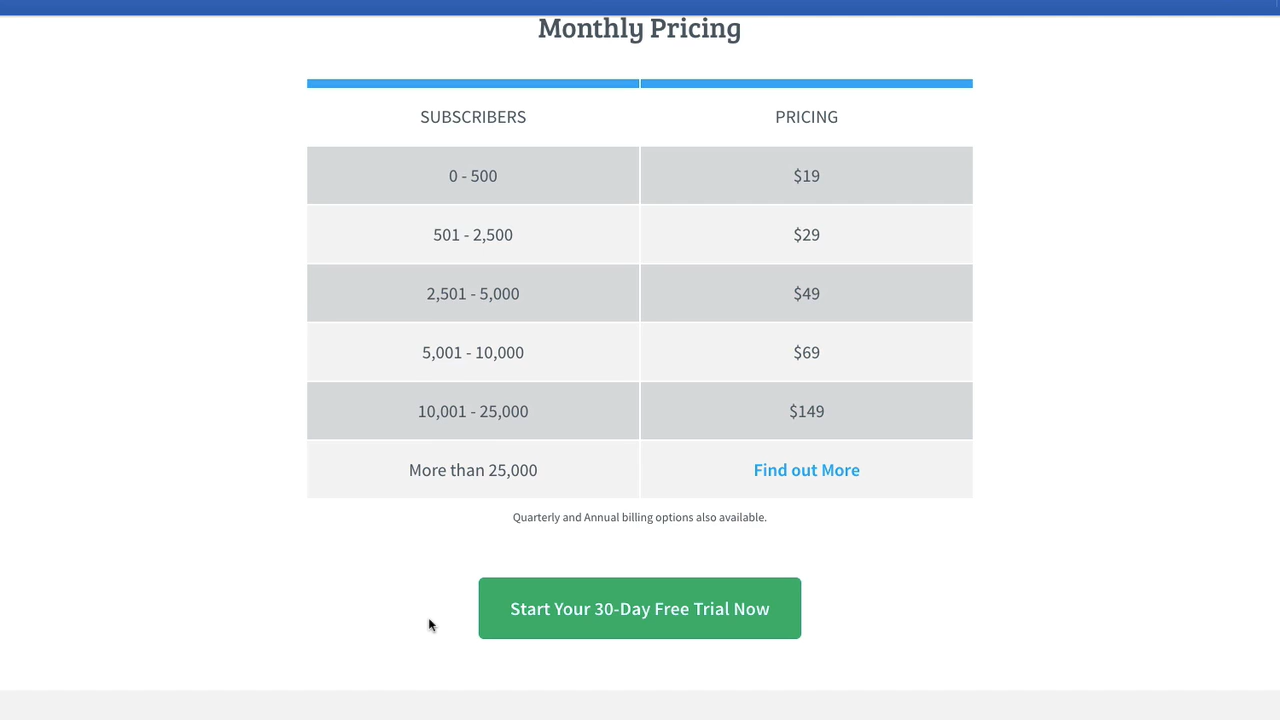 Monthly Pricing
SUBSCRIBERS PRICING
0 - 500 $19
501 - 2,500 $29
2,501 - 5,000 $49
5,001 - 10,000 $69
10,001 - 25,000 $149
More than 25,000 Find out More
Quarterly and Annual billing options also available.
Start Your 30-Day Free Trial Now